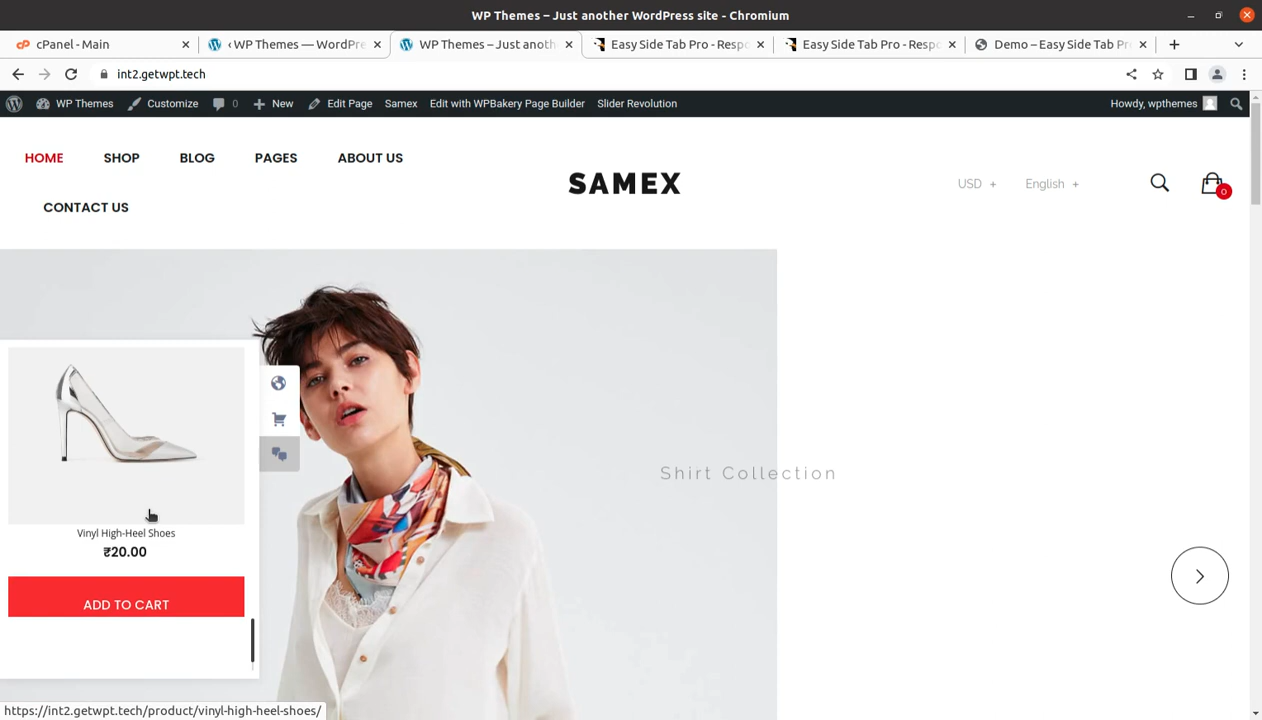 WP Themes – Just another WordPress site - Chromium
cPanel - Main
‹ WP Themes — WordPre
WP Themes – Just anoth
Easy Side Tab Pro - Respo
Easy Side Tab Pro - Respo
Demo – Easy Side Tab Pr
int2.getwpt.tech
WP Themes
Customize
0
New
Edit Page
Samex
Edit with WPBakery Page Builder
Slider Revolution
Howdy, wpthemes
HOME
SHOP
BLOG
PAGES
ABOUT US
CONTACT US
SAMEX
USD +
English +
0
Shirt Collection
Vinyl High-Heel Shoes
₹20.00
ADD TO CART
https://int2.getwpt.tech/product/vinyl-high-heel-shoes/